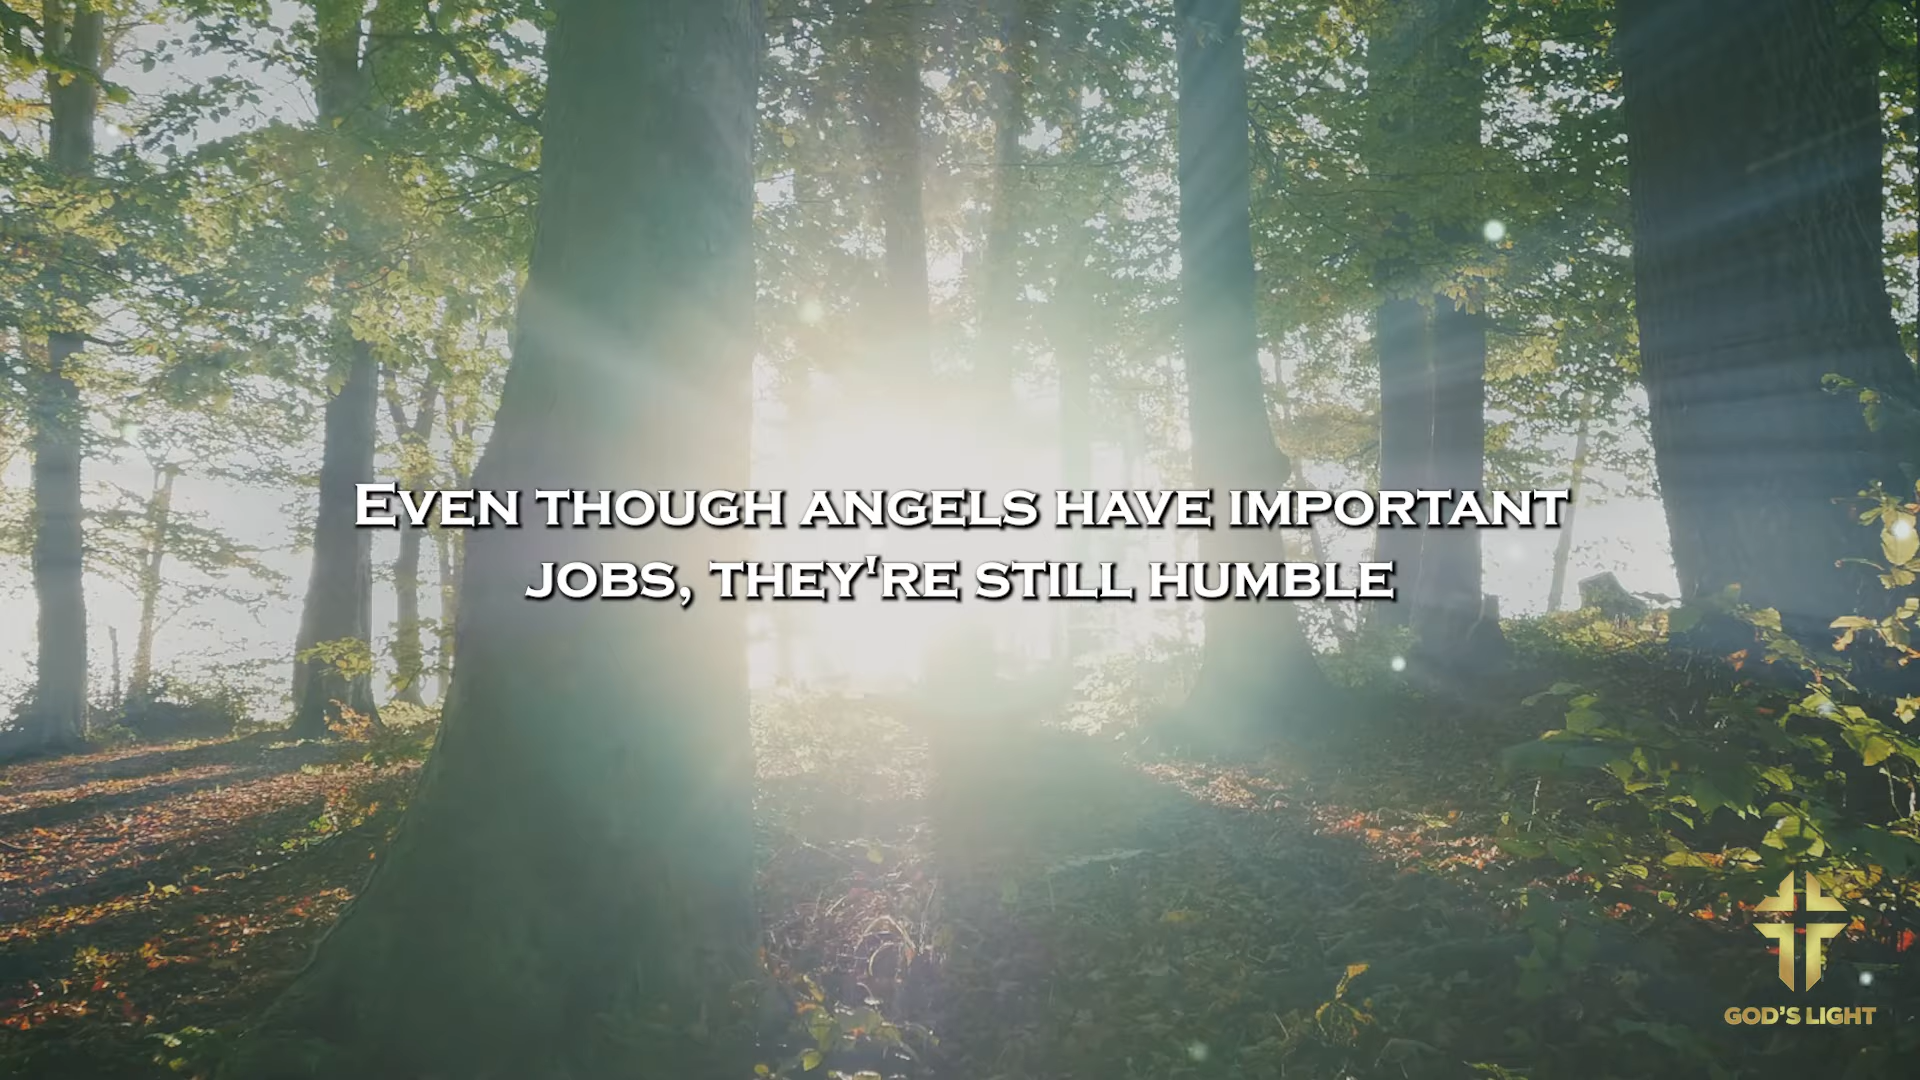 Even though angels have important
jobs, they're still humble
GOD'S LIGHT